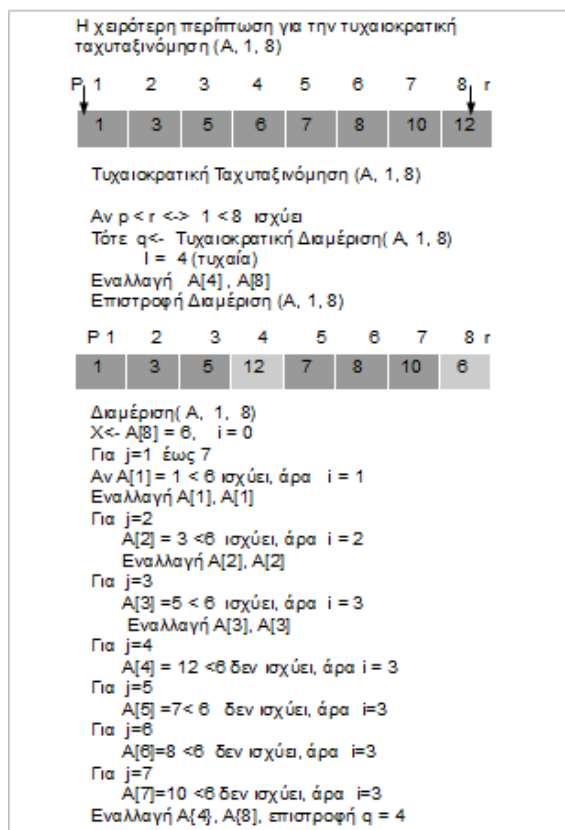 Η χειρότερη περίπτωση για την τυχαιοκρατική
ταχυταξινόμηση (Α, 1, 8)
P 1 2 3 4 5 6 7 8 r
1 3 5 6 7 8 10 12
Τυχαιοκρατική Ταχυταξινόμηση (Α, 1, 8)
Αν p < r <-> 1 < 8 ισχύει
Τότε q<- Τυχαιοκρατική Διαμέριση( Α, 1, 8)
I = 4 (τυχαία)
Εναλλαγή Α[4] , Α[8]
Επιστροφή Διαμέριση (Α, 1, 8)
P 1 2 3 4 5 6 7 8 r
1 3 5 12 7 8 10 6
Διαμέριση( Α, 1, 8)
X<- Α[8] = 6, i = 0
Για j=1 έως 7
Αν Α[1] = 1 < 6 ισχύει, άρα i = 1
Εναλλαγή Α[1], Α[1]
Για j=2
Α[2] = 3 <6 ισχύει, άρα i = 2
Εναλλαγή Α[2], Α[2]
Για j=3
Α[3] =5 < 6 ισχύει, άρα i = 3
Εναλλαγή Α[3], Α[3]
Για j=4
Α[4] = 12 <6 δεν ισχύει, άρα i = 3
Για j=5
Α[5] =7< 6 δεν ισχύει, άρα i=3
Για j=6
Α[6]=8 <6 δεν ισχύει, άρα i=3
Για j=7
Α[7]=10 <6 δεν ισχύει, άρα i=3
Εναλλαγή Α{4}, Α{8], επιστροφή q = 4